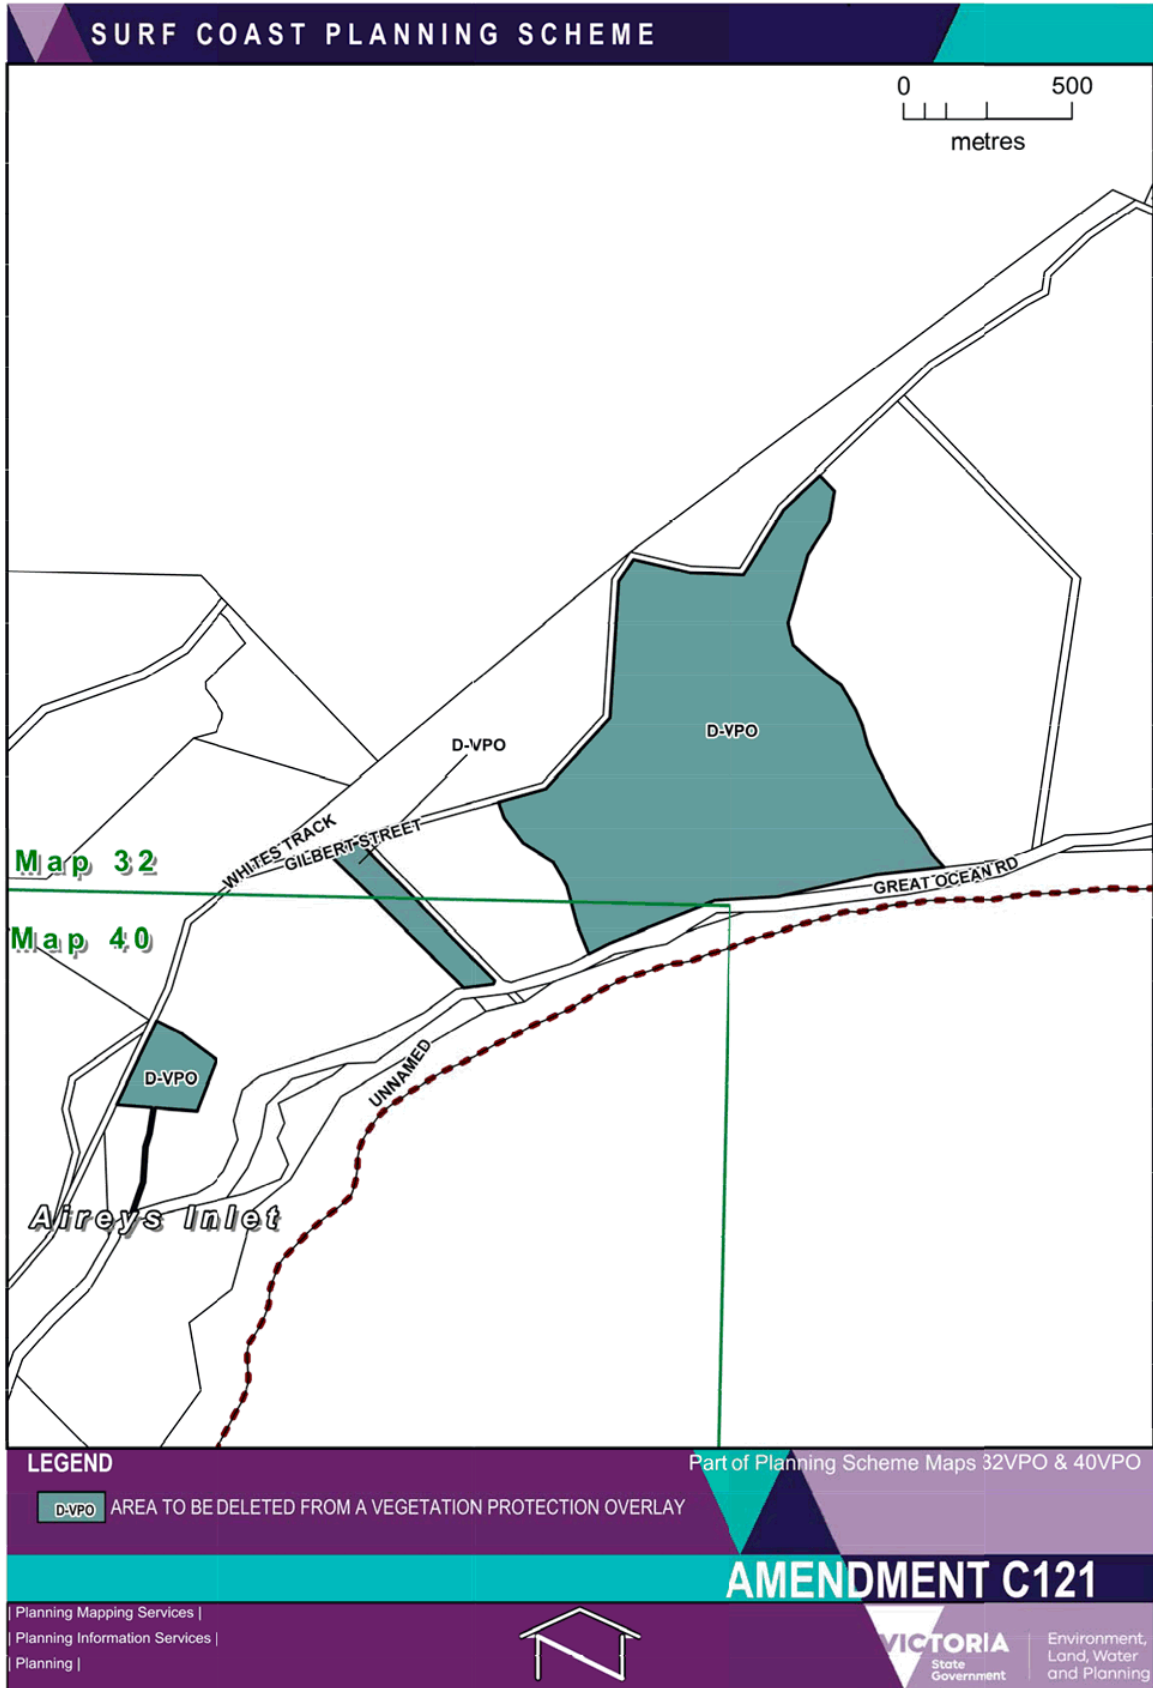 SURF COAST PLANNING SCHEME
0 500
metres
D-VPO
D-VPO
WHITES TRACK
GILBERT STREET
Map 32
GREAT OCEAN RD
Map 40
UNNAMED
D-VPO
Aireys Inlet
LEGEND
Part of Planning Scheme Maps 32VPO & 40VPO
D-VPO AREA TO BE DELETED FROM A VEGETATION PROTECTION OVERLAY
AMENDMENT C121
| Planning Mapping Services |
| Planning Information Services |
| Planning |
N
VICTORIA
State
Government
Environment,
Land, Water
and Planning